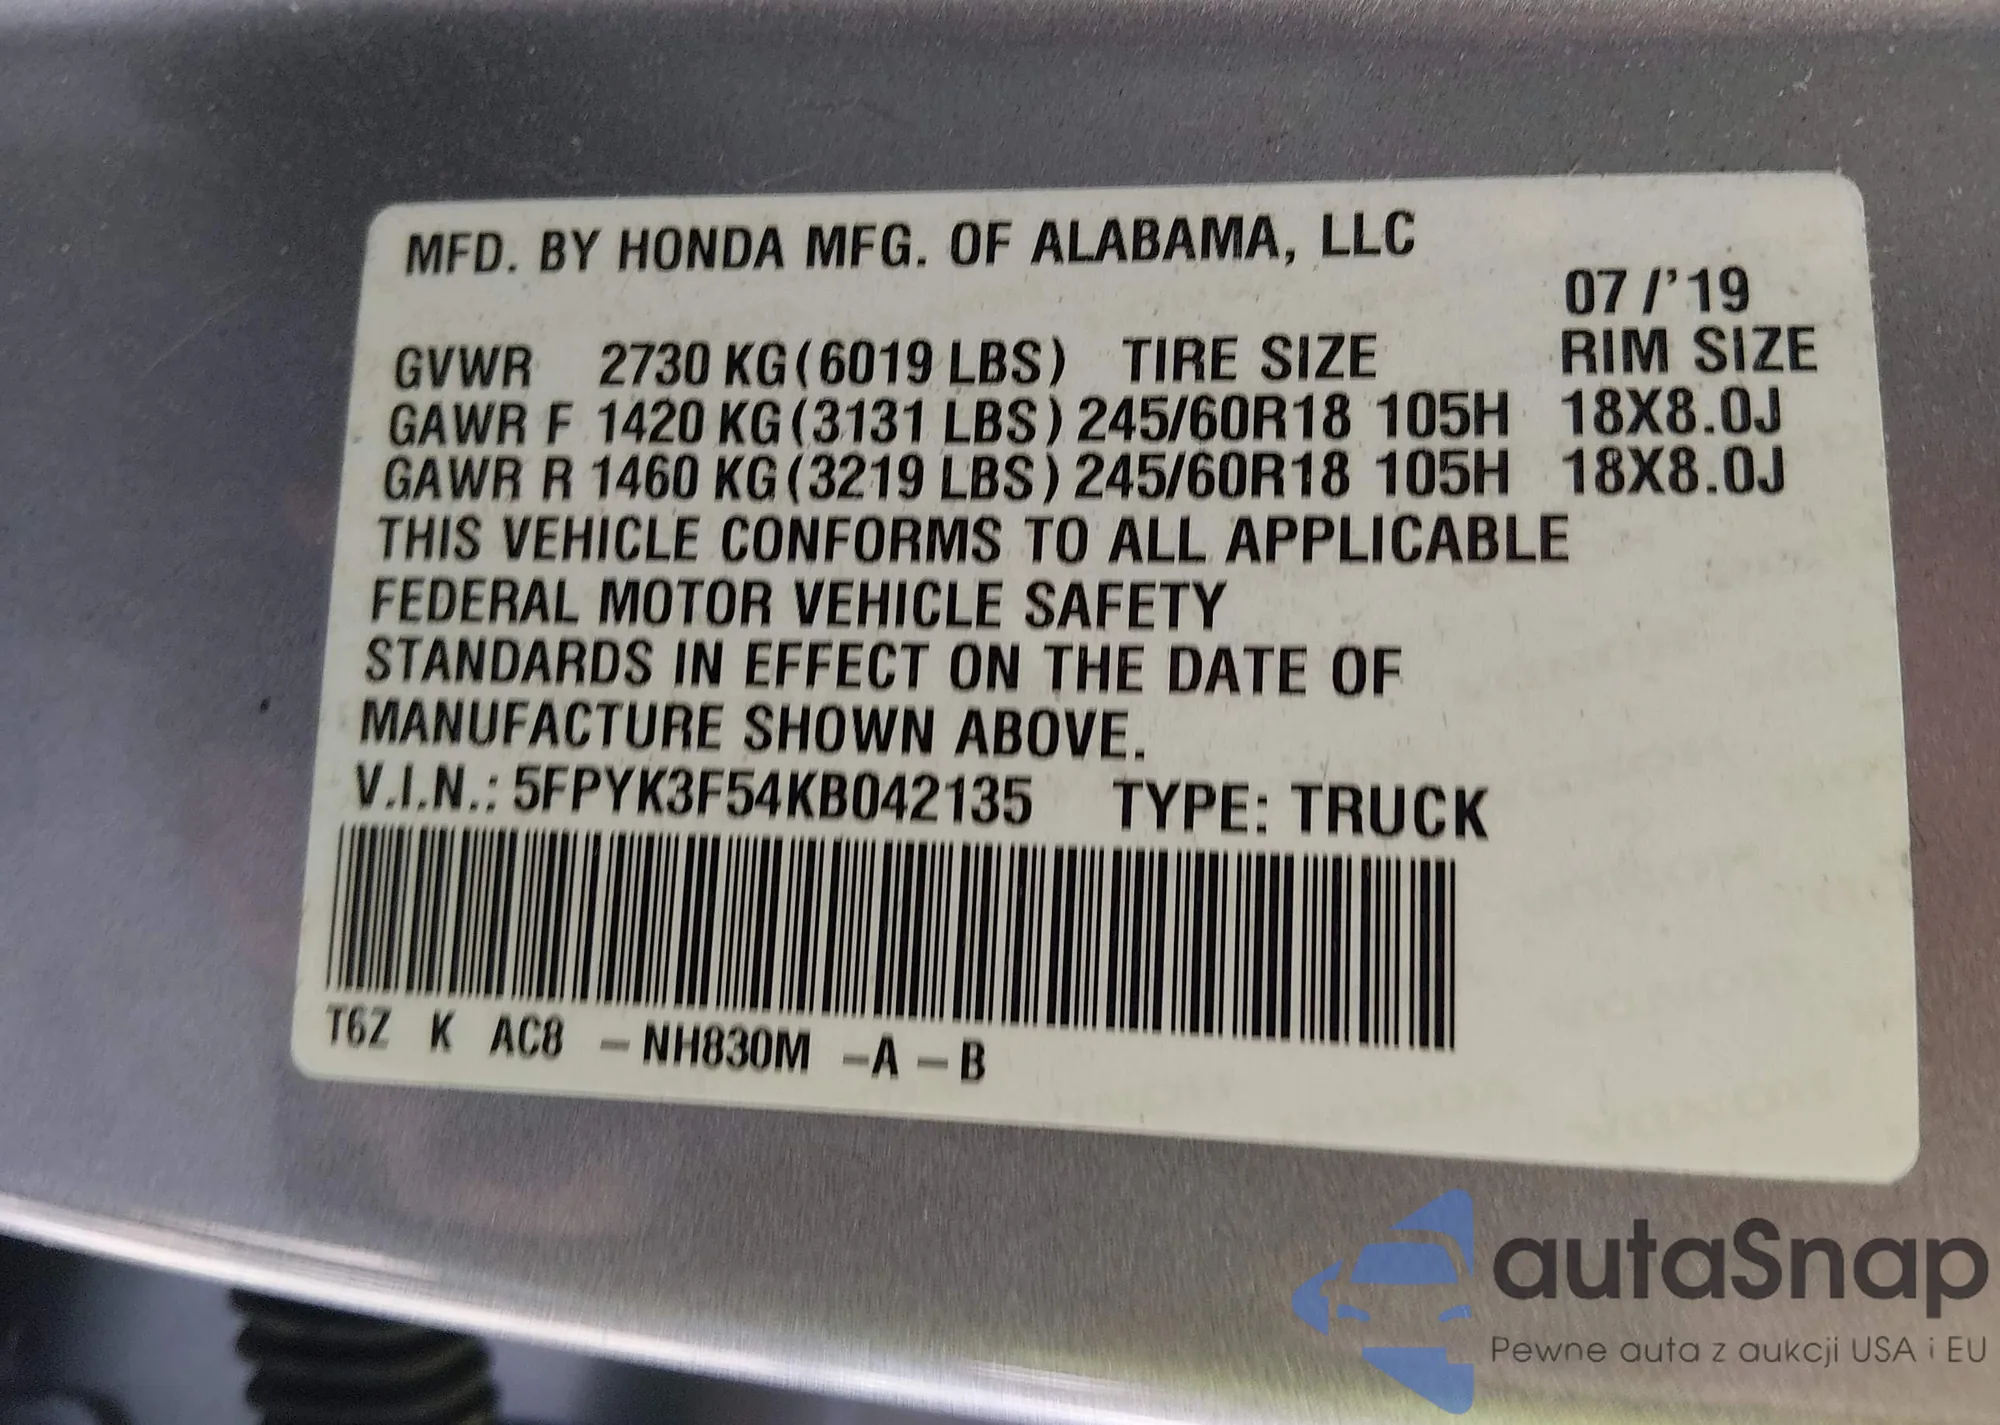 MFD. BY HONDA MFG. OF ALABAMA, LLC
07/'19
GVWR 2730 KG(6019 LBS) TIRE SIZE RIM SIZE
GAWR F 1420 KG(3131 LBS) 245/60R18 105H 18X8.0J
GAWR R 1460 KG(3219 LBS) 245/60R18 105H 18X8.0J
THIS VEHICLE CONFORMS TO ALL APPLICABLE
FEDERAL MOTOR VEHICLE SAFETY
STANDARDS IN EFFECT ON THE DATE OF
MANUFACTURE SHOWN ABOVE.
V.I.N.: 5FPYK3F54KB042135 TYPE: TRUCK
T6Z K AC8 -NH830M -A-B
autaSnap
Pewne auta z aukcji USA i EU